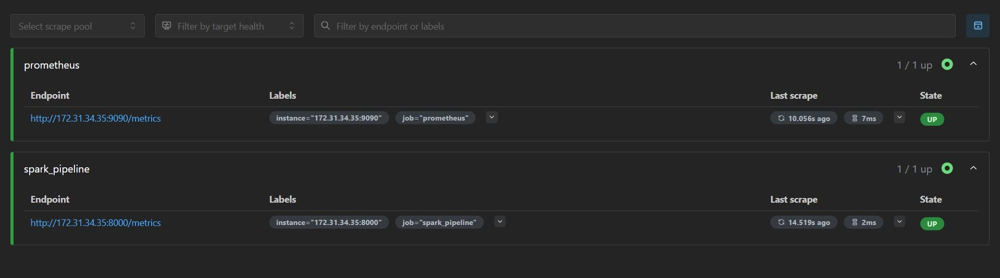 Select scrape pool Filter by target health Filter by endpoint or labels
prometheus 1 / 1 up
Endpoint Labels Last scrape State
http://172.31.34.35:9090/metrics instance="172.31.34.35:9090" job="prometheus" 10.056s ago 7ms UP
spark_pipeline 1 / 1 up
Endpoint Labels Last scrape State
http://172.31.34.35:8000/metrics instance="172.31.34.35:8000" job="spark_pipeline" 14.519s ago 2ms UP